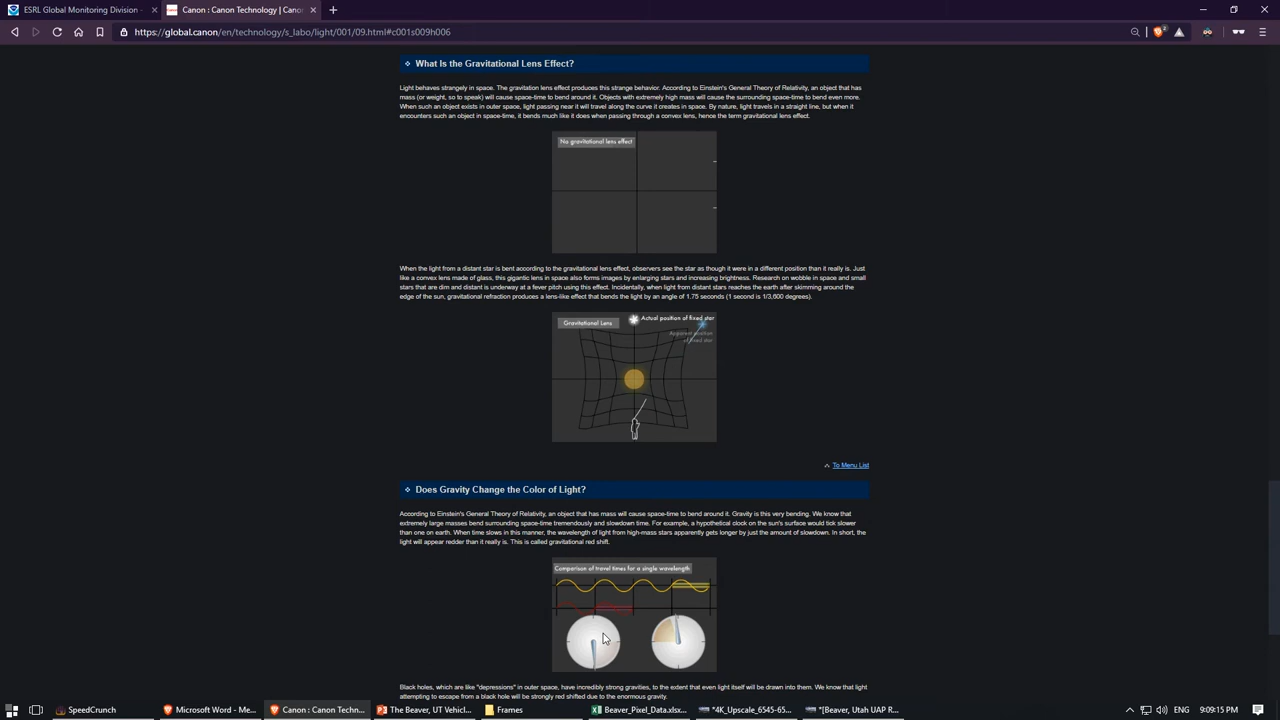 ESRL Global Monitoring Division -
Canon : Canon Technology | Cano
https://global.canon/en/technology/s_labo/light/001/09.html#c001s009h006
What Is the Gravitational Lens Effect?
Light behaves strangely in space. The gravitation lens effect produces this strange behavior. According to Einstein's General Theory of Relativity, an object that has
mass (or weight, so to speak) will cause space-time to bend around it. Objects with extremely high mass will cause the surrounding space-time to bend even more.
When such an object exists in outer space, light passing near it will travel along the curve it creates in space. By nature, light travels in a straight line, but when it
encounters such an object in space-time, it bends much like it does when passing through a convex lens, hence the term gravitational lens effect.
No gravitational lens effect
When the light from a distant star is bent according to the gravitational lens effect, observers see the star as though it were in a different position than it really is. Just
like a convex lens made of glass, this gigantic lens in space also forms images by enlarging stars and increasing brightness. Research on wobble in space and small
stars that are dim and distant is underway at a fever pitch using this effect. Incidentally, when light from distant stars reaches the earth after skimming around the
edge of the sun, gravitational refraction produces a lens-like effect that bends the light by an angle of 1.75 seconds (1 second is 1/3,600 degrees).
Gravitational Lens
Actual position of fixed star
Apparent position
of fixed star
To Menu List
Does Gravity Change the Color of Light?
According to Einstein's General Theory of Relativity, an object that has mass will cause space-time to bend around it. Gravity is this very bending. We know that
extremely large masses bend surrounding space-time tremendously and slowdown time. For example, a hypothetical clock on the sun's surface would tick slower
than one on earth. When time slows in this manner, the wavelength of light from high-mass stars apparently gets longer by just the amount of slowdown. In short, the
light will appear redder than it really is. This is called gravitational red shift.
Comparison of travel times for a single wavelength
Black holes, which are like "depressions" in outer space, have incredibly strong gravities, to the extent that even light itself will be drawn into them. We know that light
attempting to escape from a black hole will be strongly red shifted due to the enormous gravity.
SpeedCrunch
Microsoft Word - Me...
Canon : Canon Techn...
The Beaver, UT Vehicl...
Frames
Beaver_Pixel_Data.xlsx...
*4K_Upscale_6545-65...
*[Beaver, Utah UAP R...
ENG
9:09:15 PM